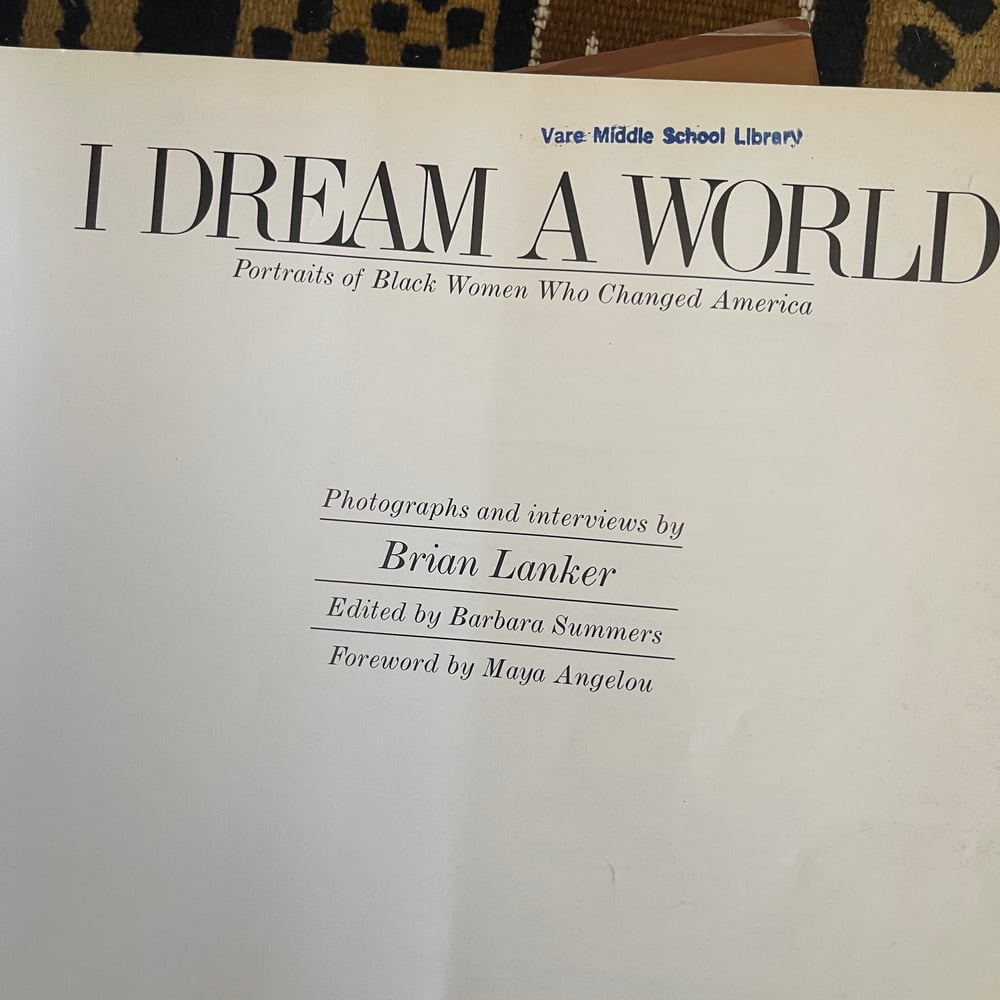 Vare Middle School Library
I DREAM A WORLD
Portraits of Black Women Who Changed America
Photographs and interviews by
Brian Lanker
Edited by Barbara Summers
Foreword by Maya Angelou